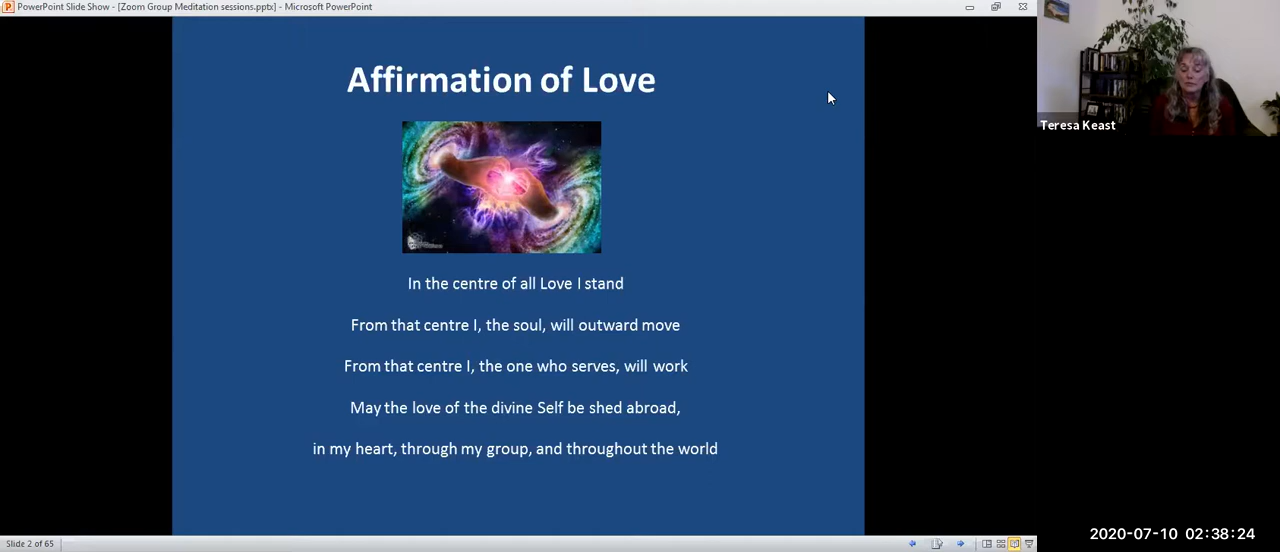 PowerPoint Slide Show - [Zoom Group Meditation sessions.pptx] - Microsoft PowerPoint
Affirmation of Love
In the centre of all Love I stand
From that centre I, the soul, will outward move
From that centre I, the one who serves, will work
May the love of the divine Self be shed abroad,
in my heart, through my group, and throughout the world
Teresa Keast
Slide 2 of 65
2020-07-10 02:38:24